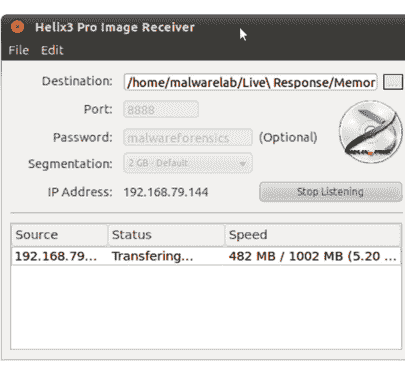 Helix3 Pro Image Receiver
File Edit
Destination: /home/malwarelab/Live\ Response/Memor ...
Port: 8888
Password: malwareforensics (Optional)
Segmentation: 2 GB - Default
IP Address: 192.168.79.144 Stop Listening
Source Status Speed
192.168.79... Transfering... 482 MB / 1002 MB (5.20 ...